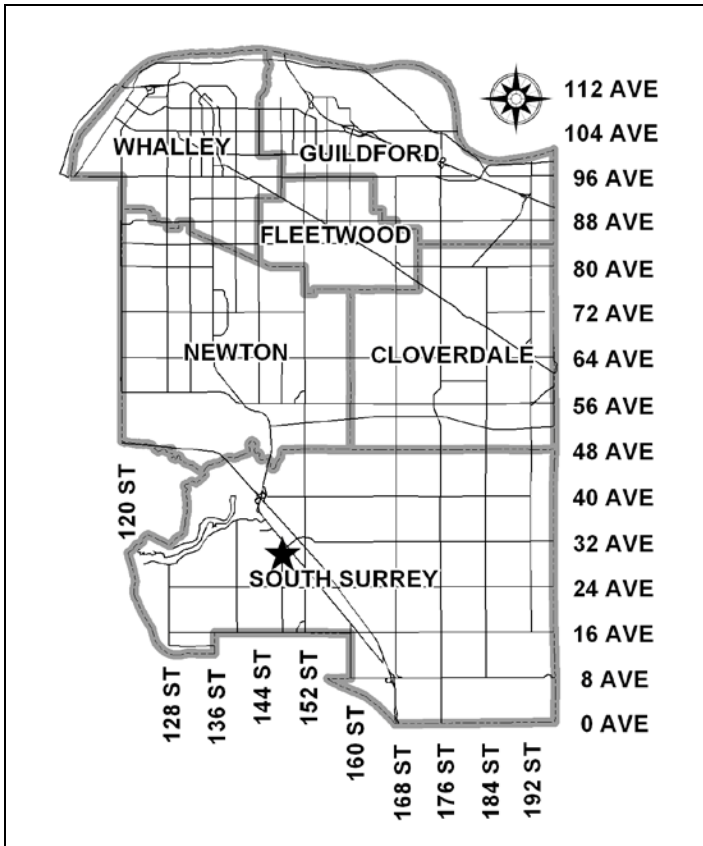 112 AVE
104 AVE
WHALLEY
GUILDFORD
96 AVE
88 AVE
FLEETWOOD
80 AVE
72 AVE
NEWTON
CLOVERDALE
64 AVE
56 AVE
48 AVE
120 ST
40 AVE
32 AVE
SOUTH SURREY
24 AVE
16 AVE
8 AVE
0 AVE
128 ST
136 ST
144 ST
152 ST
160 ST
168 ST
176 ST
184 ST
192 ST